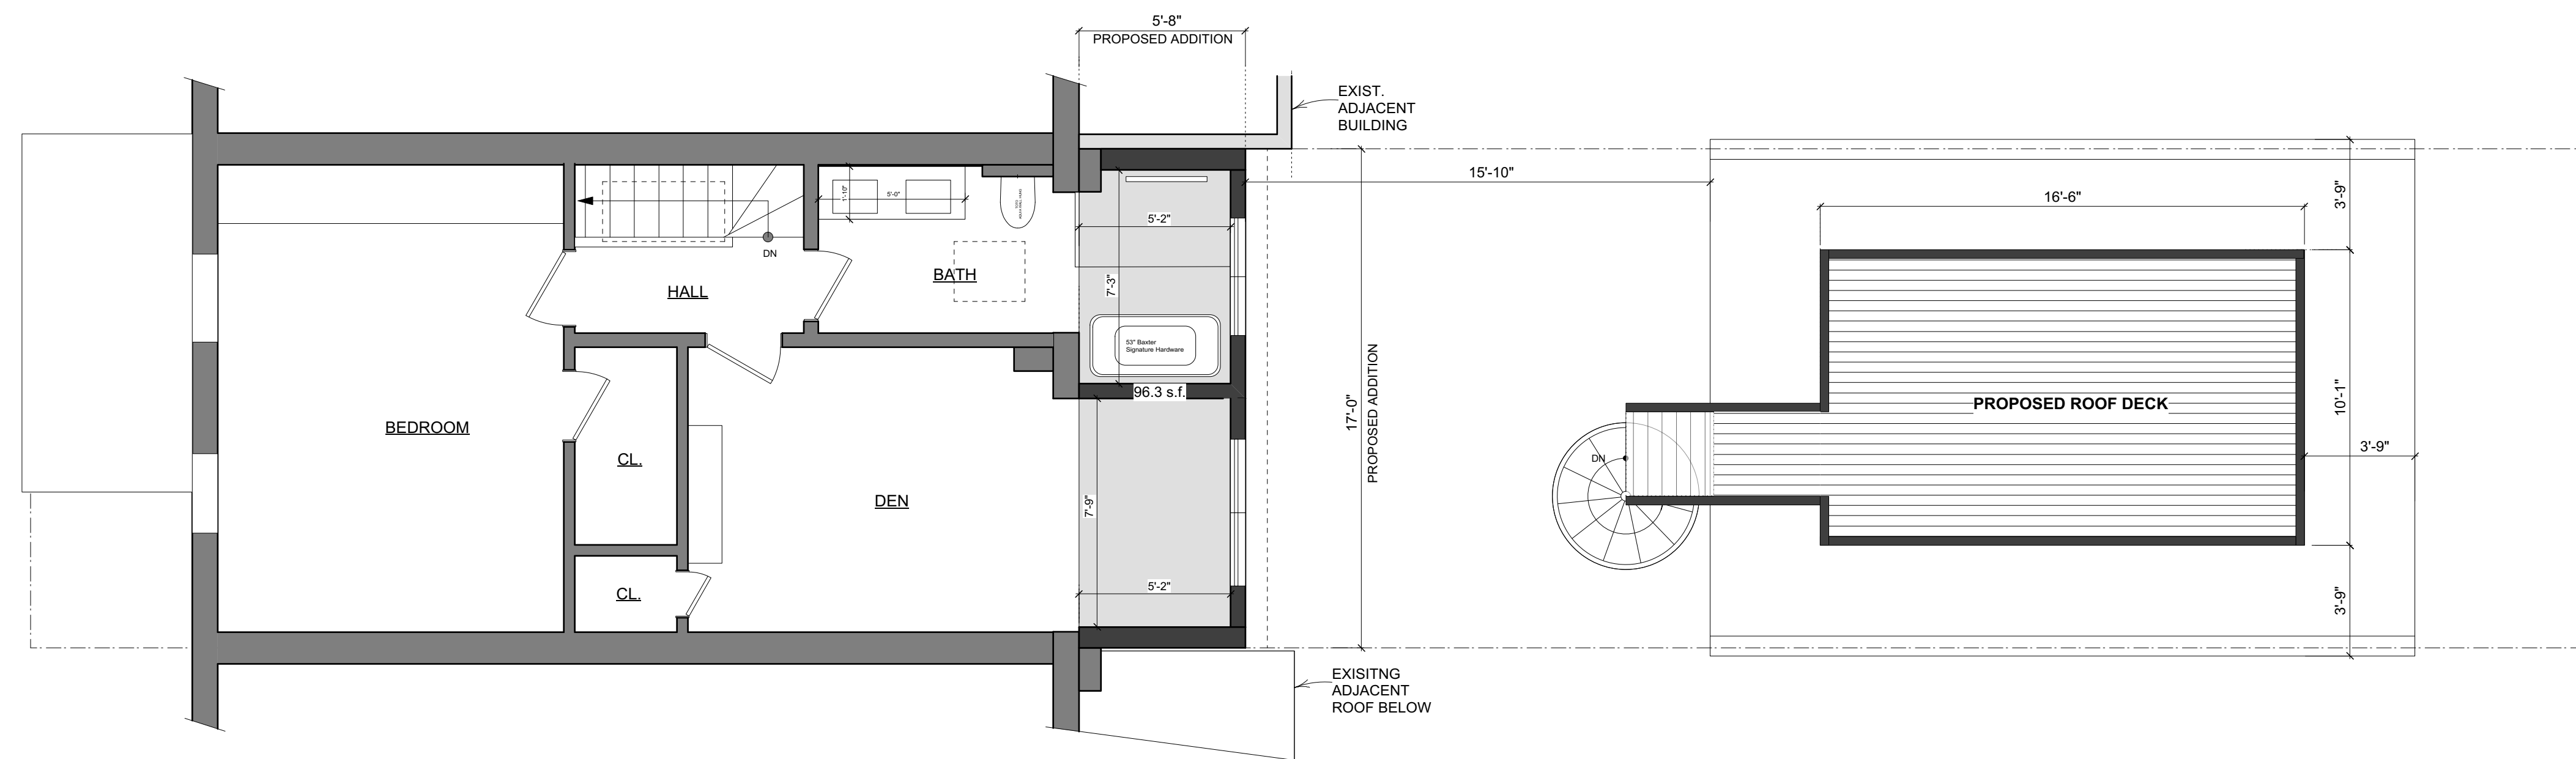 5'-8"
PROPOSED ADDITION
EXIST.
ADJACENT
BUILDING
15'-10"
16'-6"
3'-9"
1'-10"
5'-0"
5'-2"
DN
BATH
HALL
7'-3"
53" Baxter
Signature Hardware
96.3 s.f.
17'-0"
PROPOSED ADDITION
PROPOSED ROOF DECK
10'-1"
3'-9"
BEDROOM
CL.
DN
DEN
7'-9"
5'-2"
CL.
3'-9"
EXISITNG
ADJACENT
ROOF BELOW